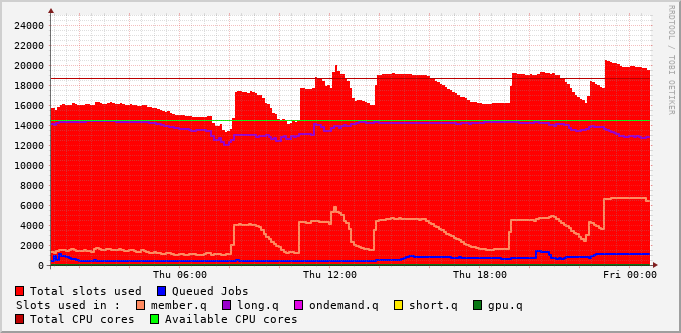 RRDTOOL / TOBI OETIKER
24000
22000
20000
18000
16000
14000
12000
10000
8000
6000
4000
2000
0
Thu 06:00 Thu 12:00 Thu 18:00 Fri 00:00
Total slots used Queued Jobs
Slots used in : member.q long.q ondemand.q short.q gpu.q
Total CPU cores Available CPU cores